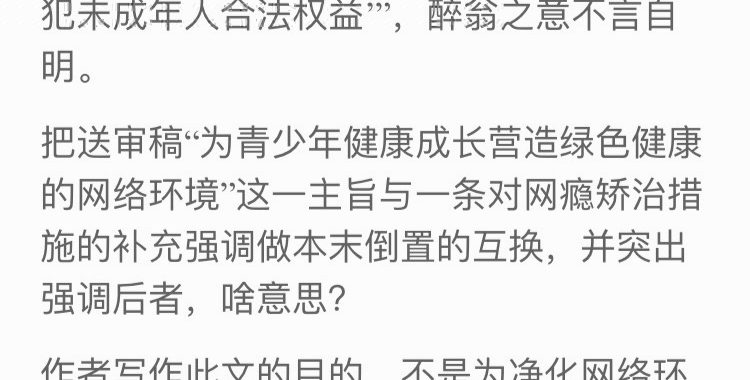 犯未成年人合法权益’”，醉翁之意不言自
明。
把送审稿“为青少年健康成长营造绿色健康
的网络环境”这一主旨与一条对网瘾矫治措
施的补充强调做本末倒置的互换，并突出
强调后者，啥意思？
作者写作此文的目的，不是为净化网络环